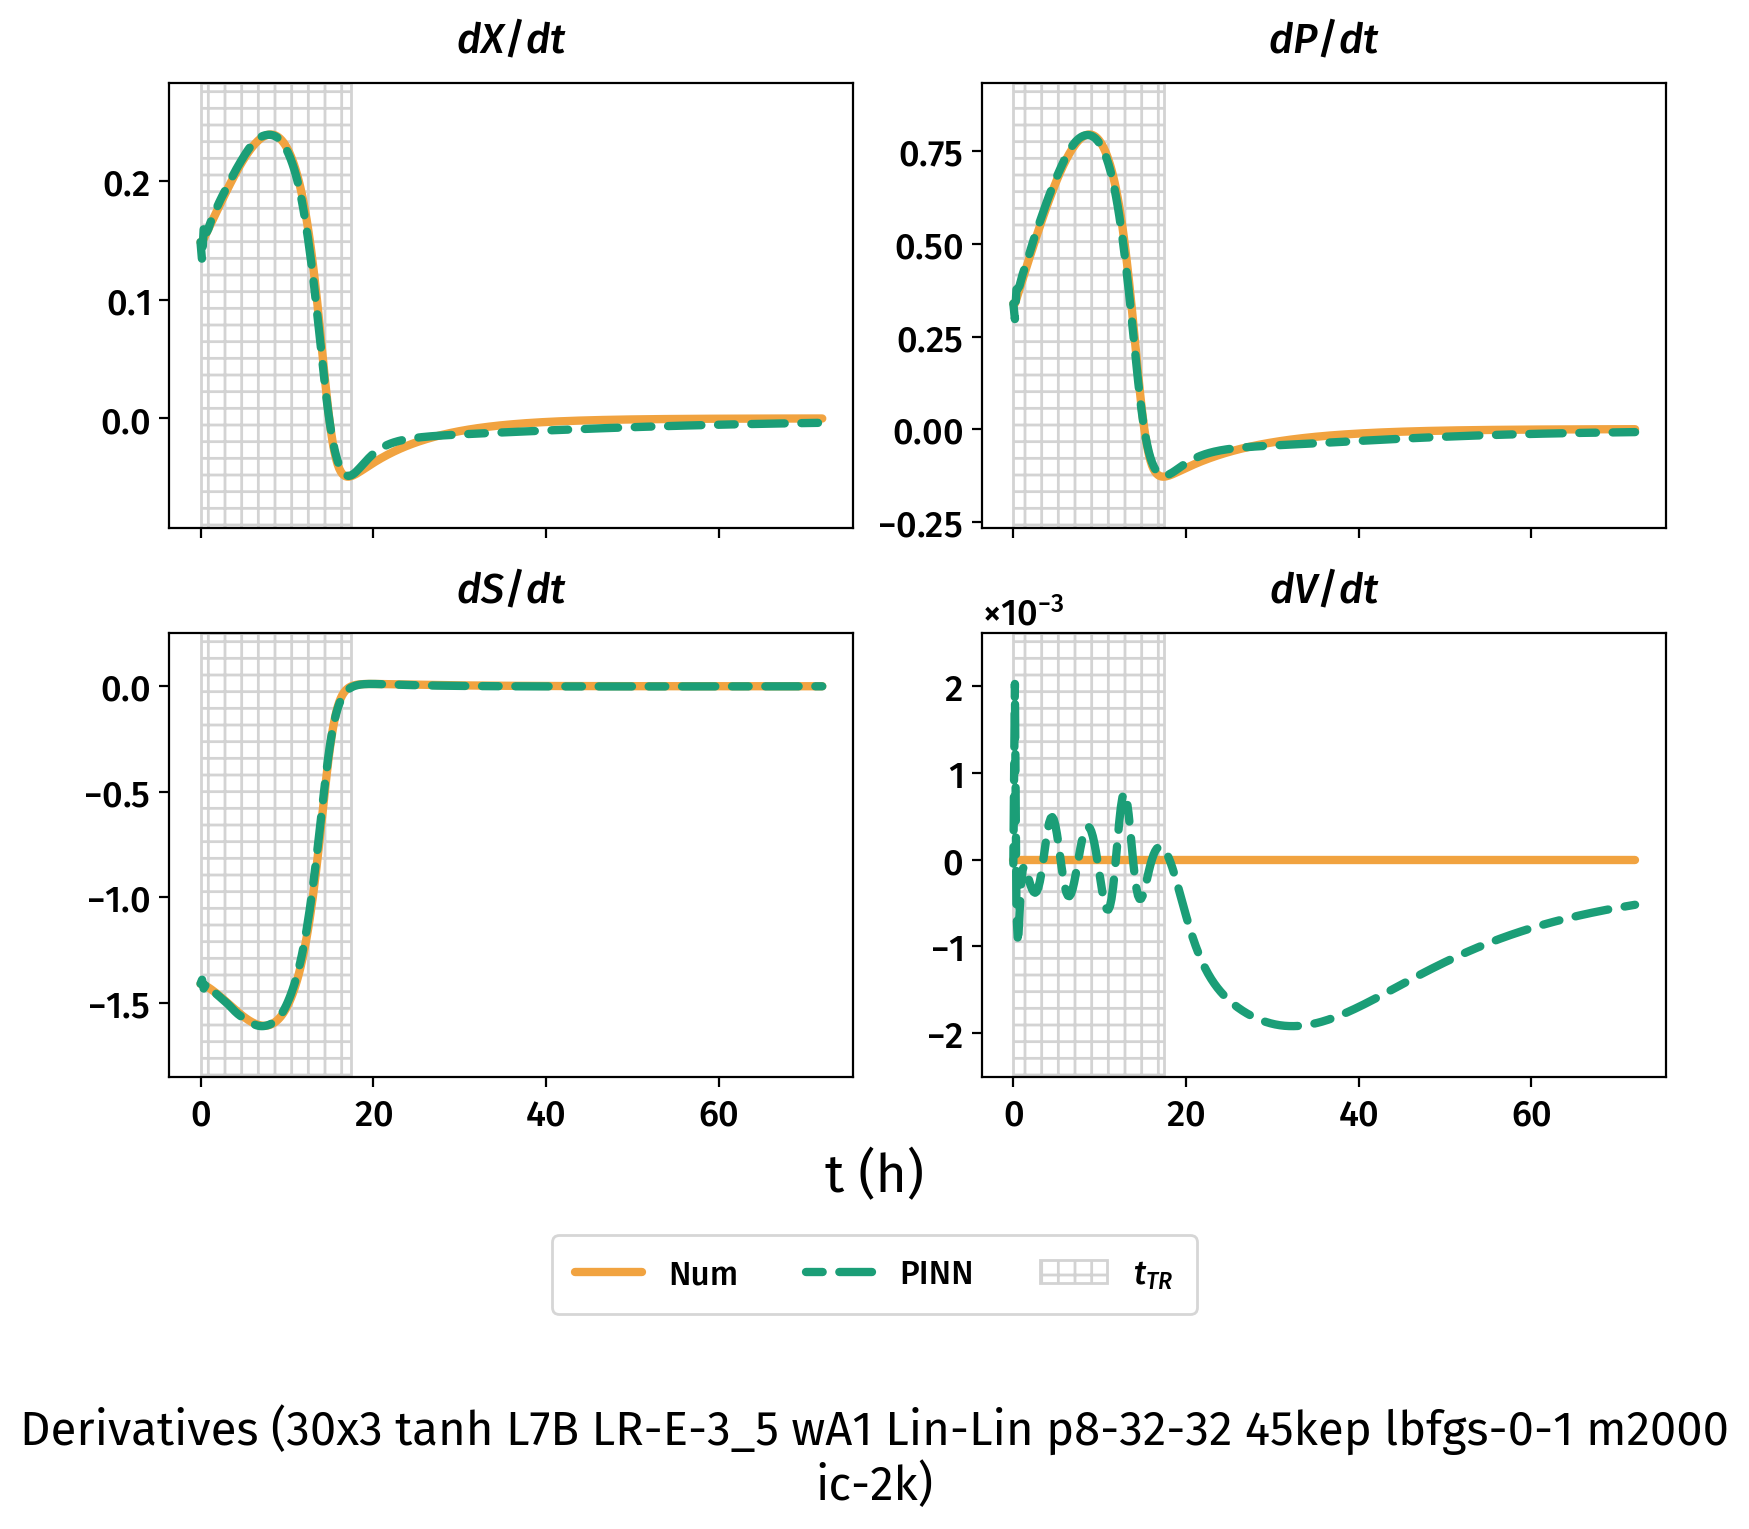 dX/dt
dP/dt
0.2
0.1
0.0
0.75
0.50
0.25
0.00
−0.25
dS/dt
dV/dt
×10⁻³
0.0
−0.5
−1.0
−1.5
2
1
0
−1
−2
0 20 40 60
0 20 40 60
t (h)
Num PINN t_TR
Derivatives (30x3 tanh L7B LR-E-3_5 wA1 Lin-Lin p8-32-32 45kep lbfgs-0-1 m2000
ic-2k)